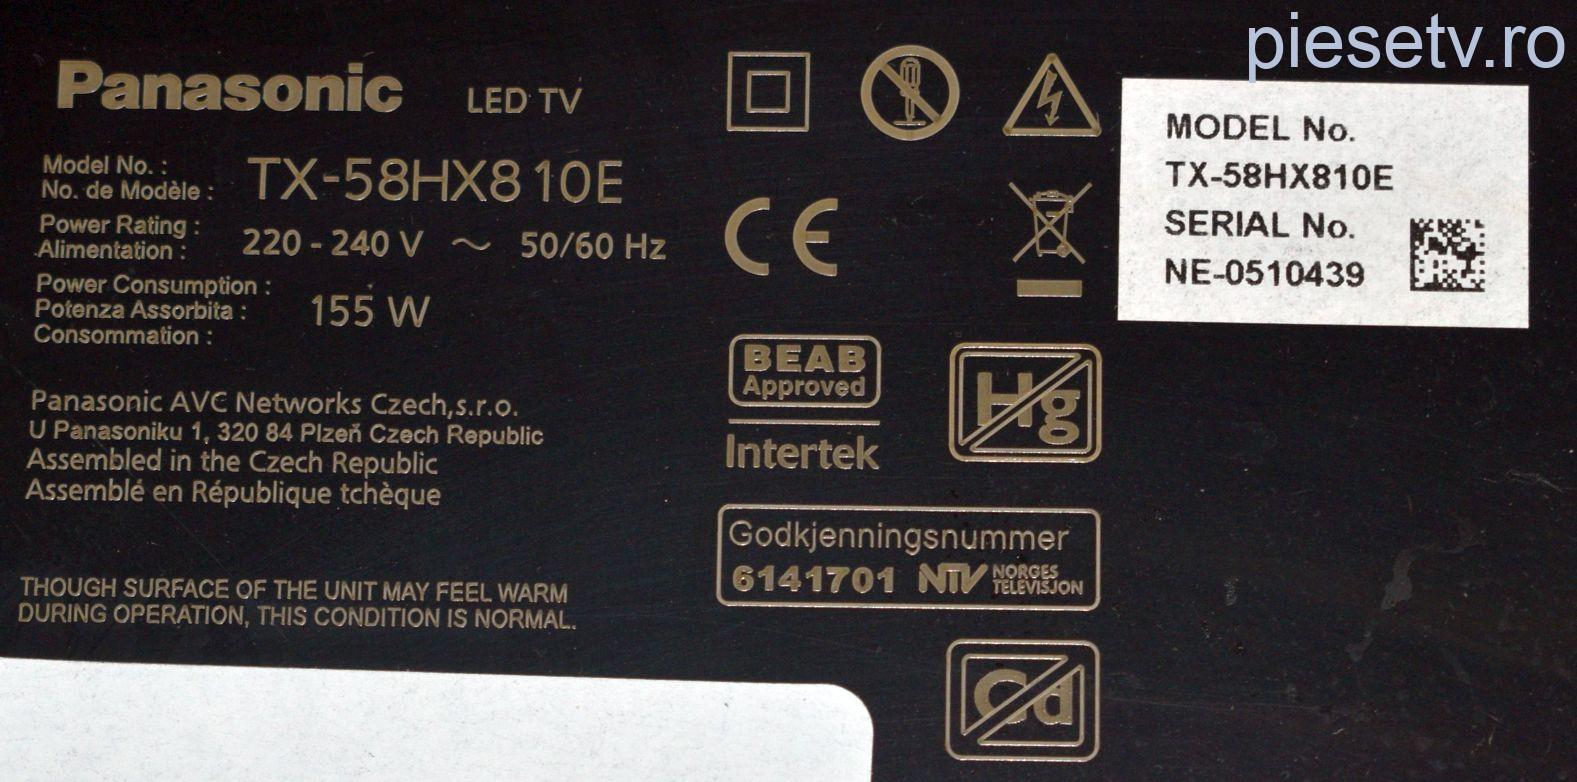 piesetv.ro
Panasonic LED TV
Model No. :
No. de Modèle : TX-58HX810E
Power Rating :
Alimentation : 220 - 240 V ~ 50/60 Hz
Power Consumption :
Potenza Assorbita : 155 W
Consommation :
Panasonic AVC Networks Czech,s.r.o.
U Panasoniku 1, 320 84 Plzeň Czech Republic
Assembled in the Czech Republic
Assemblé en République tchèque
THOUGH SURFACE OF THE UNIT MAY FEEL WARM
DURING OPERATION, THIS CONDITION IS NORMAL.
CE
BEAB
Approved
Intertek
Hg
Godkjenningsnummer
6141701 NTV NORGES
TELEVISJON
Cd
MODEL No.
TX-58HX810E
SERIAL No.
NE-0510439